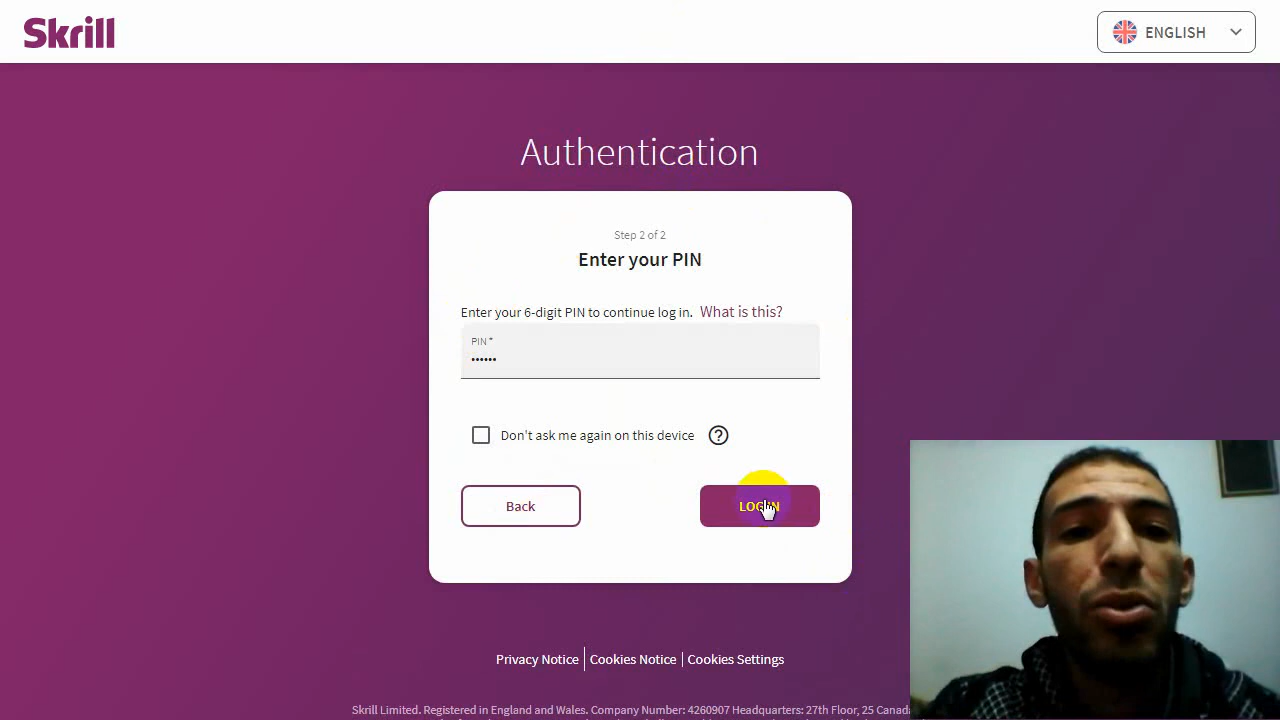 Skrill
ENGLISH
Authentication
Step 2 of 2
Enter your PIN
Enter your 6-digit PIN to continue log in. What is this?
PIN *
••••••
Don't ask me again on this device
Back
Privacy Notice | Cookies Notice | Cookies Settings
Skrill Limited. Registered in England and Wales. Company Number: 4260907 Headquarters: 27th Floor, 25